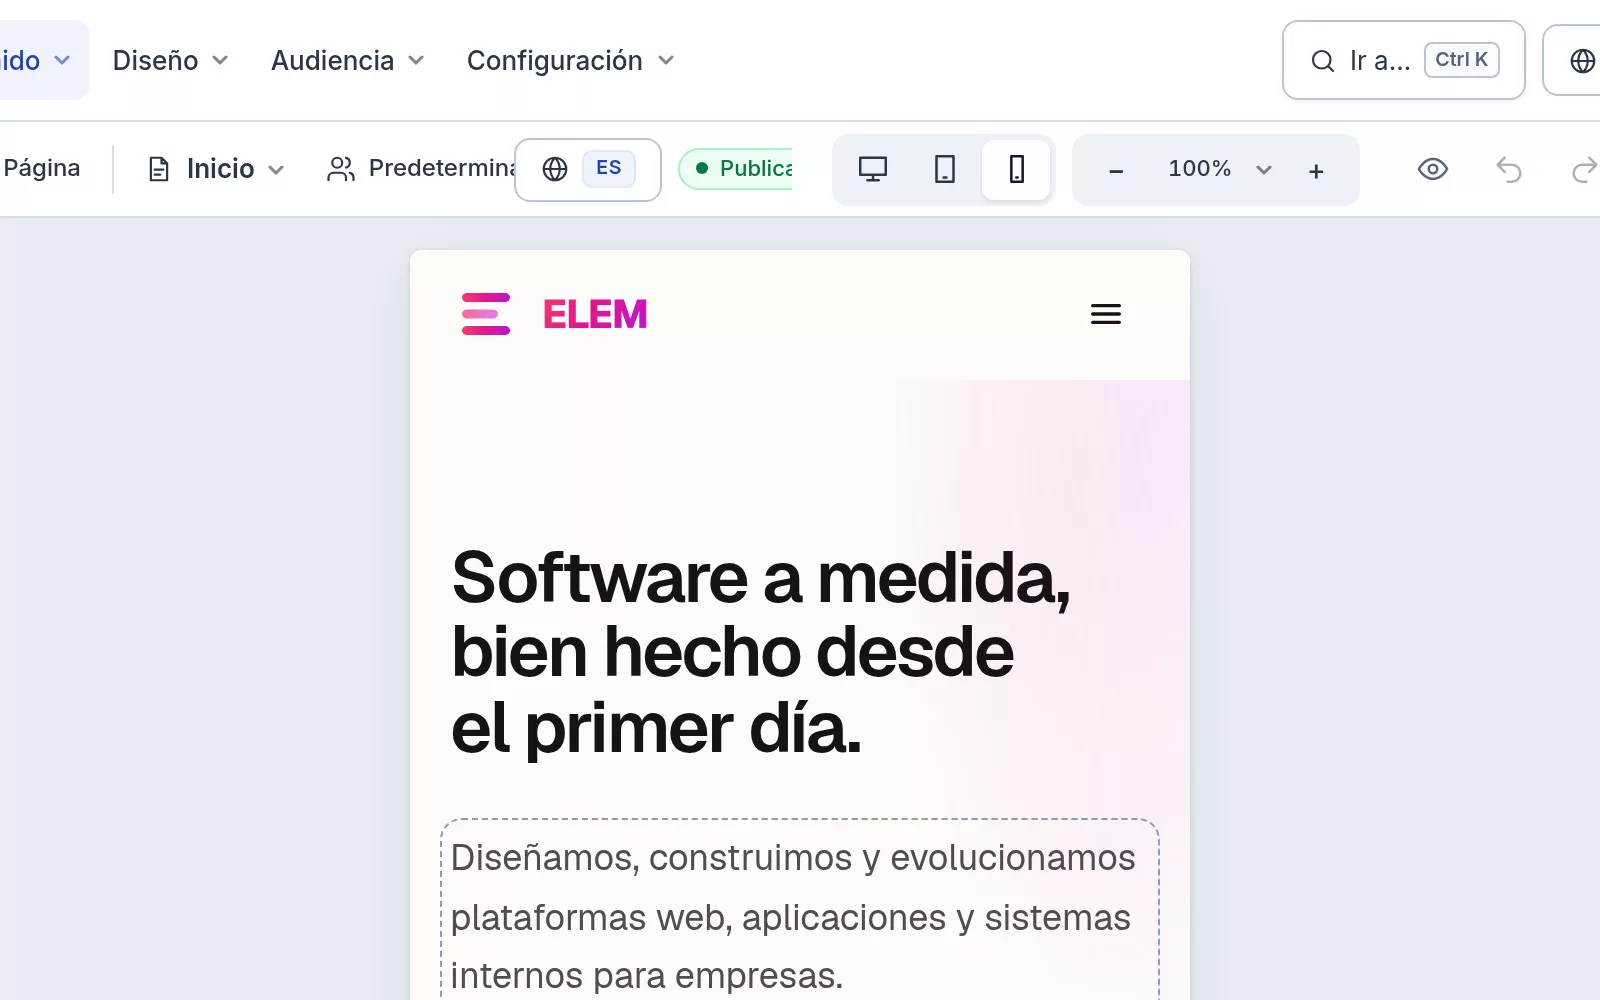 Diseño
Audiencia
Configuración
Ir a...
Ctrl K
Página
Inicio
ES
100%
ELEM
Software a medida,
bien hecho desde
el primer día.
Diseñamos, construimos y evolucionamos
plataformas web, aplicaciones y sistemas
internos para empresas.